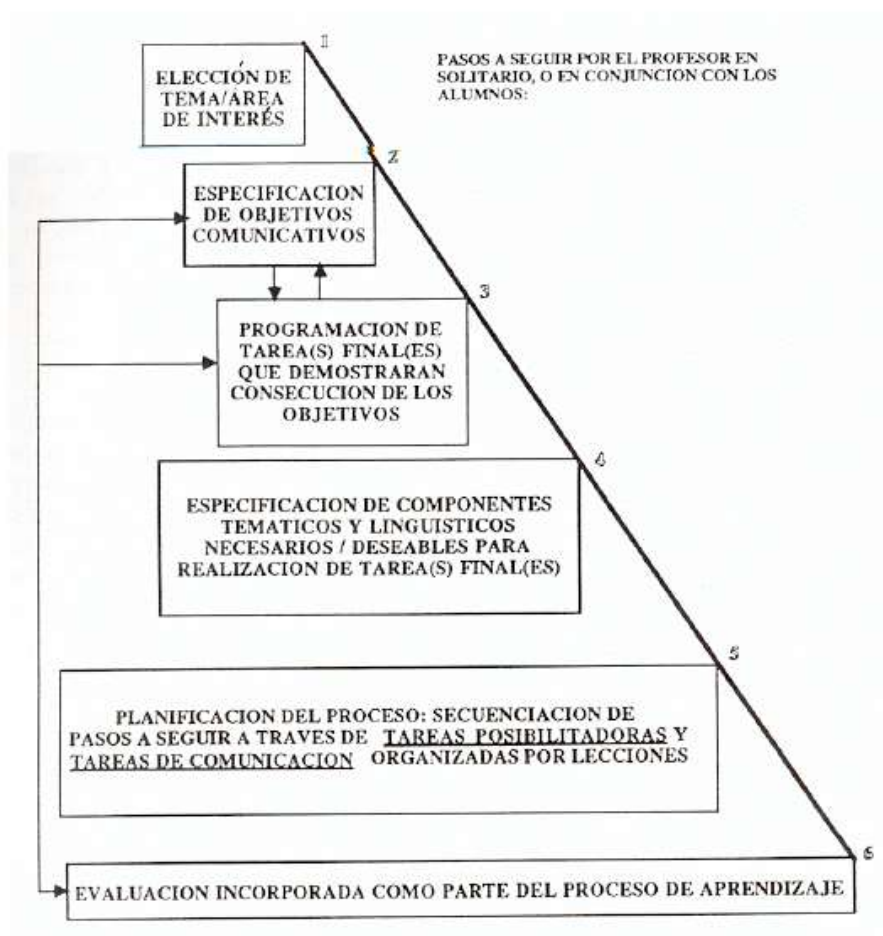 1
PASOS A SEGUIR POR EL PROFESOR EN
SOLITARIO, O EN CONJUNCION CON LOS
ALUMNOS:
ELECCIÓN DE
TEMA/ÁREA
DE INTERÉS
2
ESPECIFICACION
DE OBJETIVOS
COMUNICATIVOS
3
PROGRAMACION DE
TAREA(S) FINAL(ES)
QUE DEMOSTRARAN
CONSECUCION DE LOS
OBJETIVOS
4
ESPECIFICACION DE COMPONENTES
TEMATICOS Y LINGUISTICOS
NECESARIOS / DESEABLES PARA
REALIZACION DE TAREA(S) FINAL(ES)
5
PLANIFICACION DEL PROCESO: SECUENCIACION DE
PASOS A SEGUIR A TRAVES DE TAREAS POSIBILITADORAS Y
TAREAS DE COMUNICACION ORGANIZADAS POR LECCIONES
6
EVALUACION INCORPORADA COMO PARTE DEL PROCESO DE APRENDIZAJE